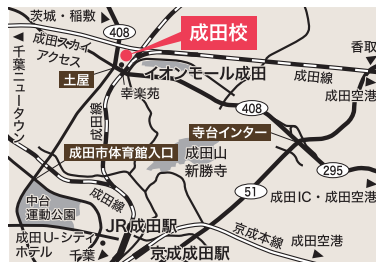 茨城・稲敷
408
成田校
成田スカイ
アクセス
香取
千葉ニュータウン
イオンモール成田
成田線
土屋
幸楽苑
成田空港
成田線
408
寺台インター
成田市体育館入口
成田山
新勝寺
295
51
成田IC・成田空港
成田線
中台
運動公園
JR成田駅
成田U-シティ
ホテル
千葉
京成本線
成田空港
京成成田駅